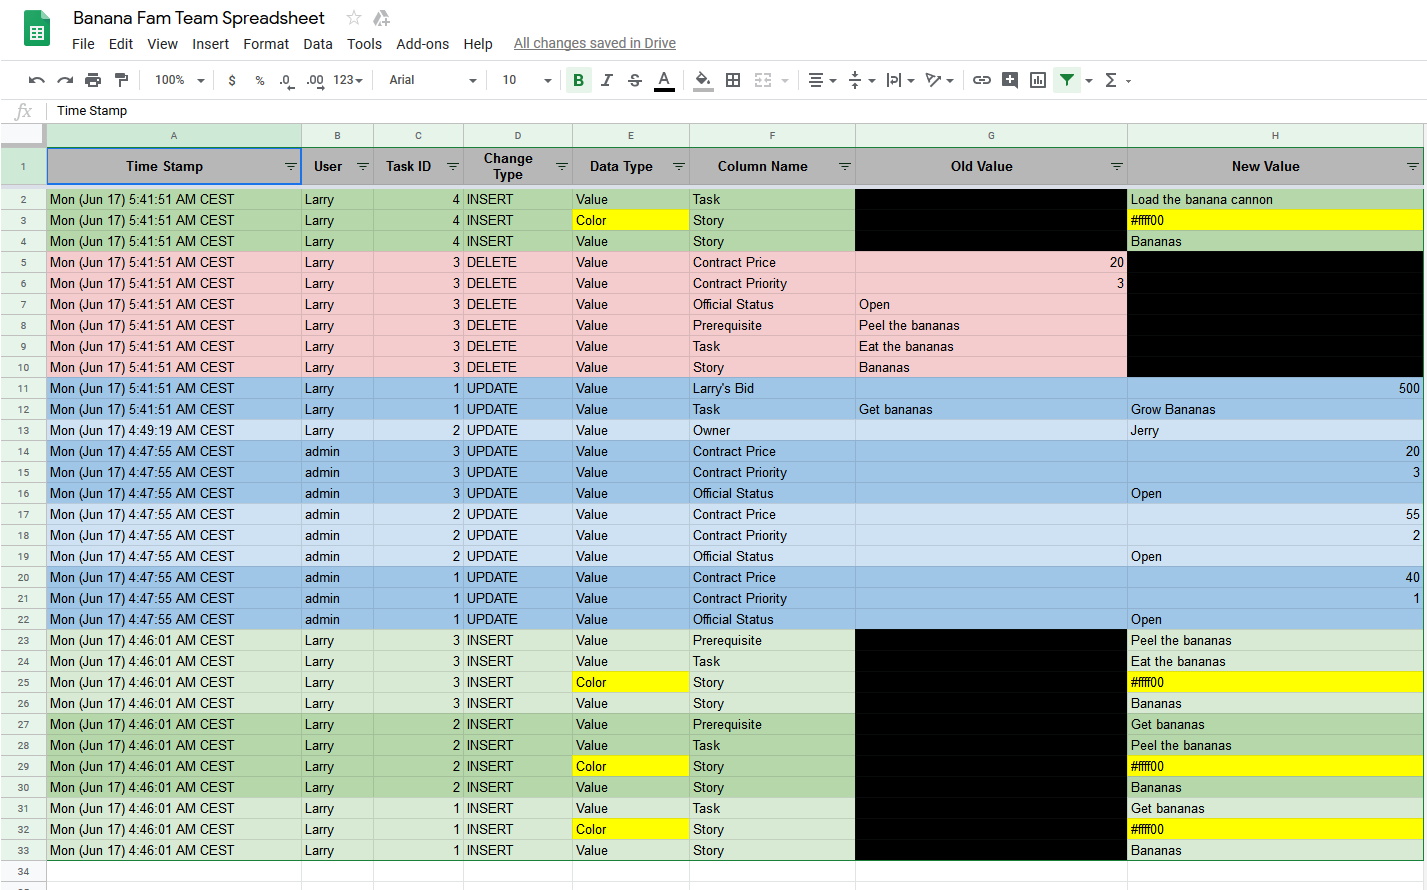 Banana Fam Team Spreadsheet
File Edit View Insert Format Data Tools Add-ons Help All changes saved in Drive
100% $ % .0 .00 123 Arial 10 B I S A Σ
fx Time Stamp
A B C D E F G H
1 Time Stamp User Task ID Change Type Data Type Column Name Old Value New Value
2 Mon (Jun 17) 5:41:51 AM CEST Larry 4 INSERT Value Task Load the banana cannon
3 Mon (Jun 17) 5:41:51 AM CEST Larry 4 INSERT Color Story #ffff00
4 Mon (Jun 17) 5:41:51 AM CEST Larry 4 INSERT Value Story Bananas
5 Mon (Jun 17) 5:41:51 AM CEST Larry 3 DELETE Value Contract Price 20
6 Mon (Jun 17) 5:41:51 AM CEST Larry 3 DELETE Value Contract Priority 3
7 Mon (Jun 17) 5:41:51 AM CEST Larry 3 DELETE Value Official Status Open
8 Mon (Jun 17) 5:41:51 AM CEST Larry 3 DELETE Value Prerequisite Peel the bananas
9 Mon (Jun 17) 5:41:51 AM CEST Larry 3 DELETE Value Task Eat the bananas
10 Mon (Jun 17) 5:41:51 AM CEST Larry 3 DELETE Value Story Bananas
11 Mon (Jun 17) 5:41:51 AM CEST Larry 1 UPDATE Value Larry's Bid 500
12 Mon (Jun 17) 5:41:51 AM CEST Larry 1 UPDATE Value Task Get bananas Grow Bananas
13 Mon (Jun 17) 4:49:19 AM CEST Larry 2 UPDATE Value Owner Jerry
14 Mon (Jun 17) 4:47:55 AM CEST admin 3 UPDATE Value Contract Price 20
15 Mon (Jun 17) 4:47:55 AM CEST admin 3 UPDATE Value Contract Priority 3
16 Mon (Jun 17) 4:47:55 AM CEST admin 3 UPDATE Value Official Status Open
17 Mon (Jun 17) 4:47:55 AM CEST admin 2 UPDATE Value Contract Price 55
18 Mon (Jun 17) 4:47:55 AM CEST admin 2 UPDATE Value Contract Priority 2
19 Mon (Jun 17) 4:47:55 AM CEST admin 2 UPDATE Value Official Status Open
20 Mon (Jun 17) 4:47:55 AM CEST admin 1 UPDATE Value Contract Price 40
21 Mon (Jun 17) 4:47:55 AM CEST admin 1 UPDATE Value Contract Priority 1
22 Mon (Jun 17) 4:47:55 AM CEST admin 1 UPDATE Value Official Status Open
23 Mon (Jun 17) 4:46:01 AM CEST Larry 3 INSERT Value Prerequisite Peel the bananas
24 Mon (Jun 17) 4:46:01 AM CEST Larry 3 INSERT Value Task Eat the bananas
25 Mon (Jun 17) 4:46:01 AM CEST Larry 3 INSERT Color Story #ffff00
26 Mon (Jun 17) 4:46:01 AM CEST Larry 3 INSERT Value Story Bananas
27 Mon (Jun 17) 4:46:01 AM CEST Larry 2 INSERT Value Prerequisite Get bananas
28 Mon (Jun 17) 4:46:01 AM CEST Larry 2 INSERT Value Task Peel the bananas
29 Mon (Jun 17) 4:46:01 AM CEST Larry 2 INSERT Color Story #ffff00
30 Mon (Jun 17) 4:46:01 AM CEST Larry 2 INSERT Value Story Bananas
31 Mon (Jun 17) 4:46:01 AM CEST Larry 1 INSERT Value Task Get bananas
32 Mon (Jun 17) 4:46:01 AM CEST Larry 1 INSERT Color Story #ffff00
33 Mon (Jun 17) 4:46:01 AM CEST Larry 1 INSERT Value Story Bananas
34